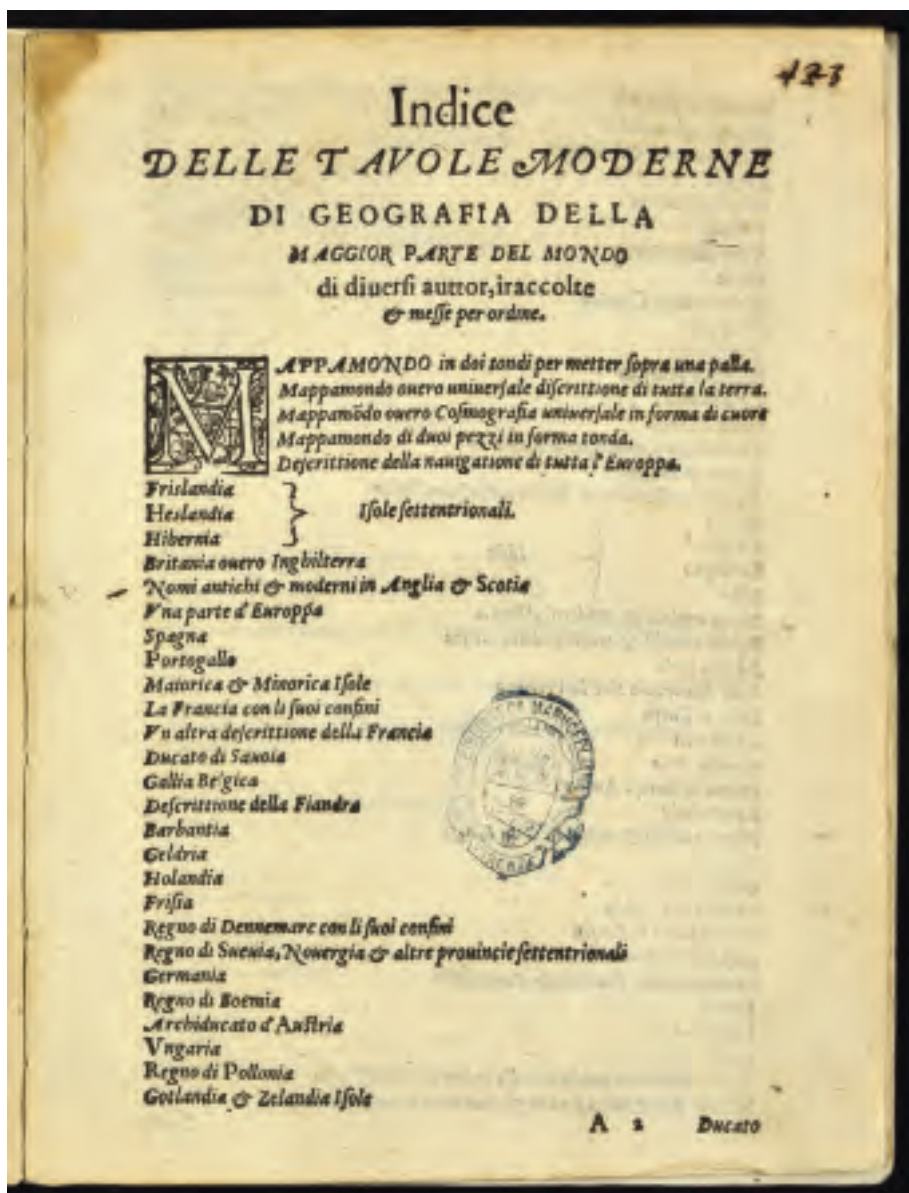 423
Indice
DELLE TAVOLE MODERNE
DI GEOGRAFIA DELLA
MAGGIOR PARTE DEL MONDO
di diuersi auttor,iraccolte
& messe per ordine.
MAPPAMONDO in doi tondi per metter sopra una palla.
Mappamondo ouero uniuersale discrittione di tutta la terra.
Mappamōdo ouero Cosmografia uniuersale in forma di cuore
Mappamondo di duoi pezzi in forma tonda.
Descrittione della nauigatione di tutta l'Europpa.
Frislandia
Heslandia } Isole settentrionali.
Hibernia
Britania ouero Inghilterra
Nomi antichi & moderni in Anglia & Scotia
Vna parte d'Europpa
Spagna
Portogallo
Maiorica & Minorica Isole
La Francia con li suoi confini
Vn altra descrittione della Francia
Ducato di Sauoia
Gallia Belgica
Descrittione della Fiandra
Barbantia
Geldria
Holandia
Frisia
Regno di Dennemarc con li suoi confini
Regno di Sueuia, Nouergia & altre prouincie settentrionali
Germania
Regno di Boemia
Archiducato d'Austria
Vngaria
Regno di Pollonia
Gotlandia & Zelandia Isole
A 2 Ducato